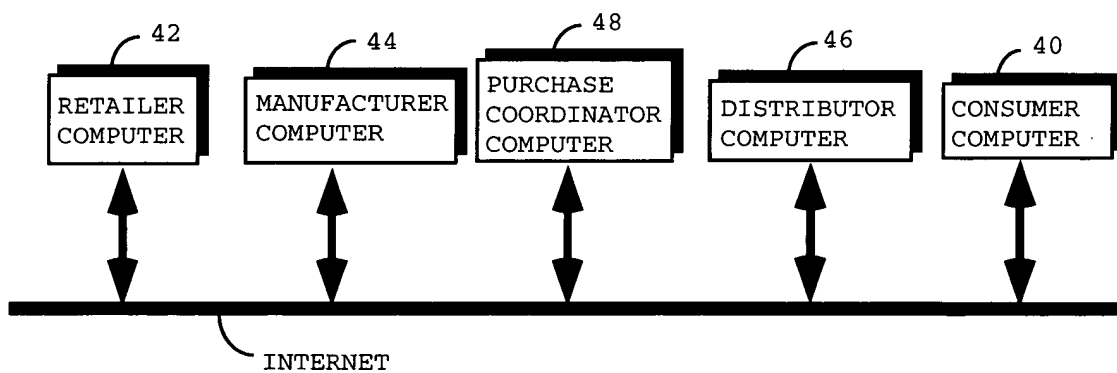 42
44
48
46
40
RETAILER
COMPUTER
MANUFACTURER
COMPUTER
PURCHASE
COORDINATOR
COMPUTER
DISTRIBUTOR
COMPUTER
CONSUMER
COMPUTER
INTERNET